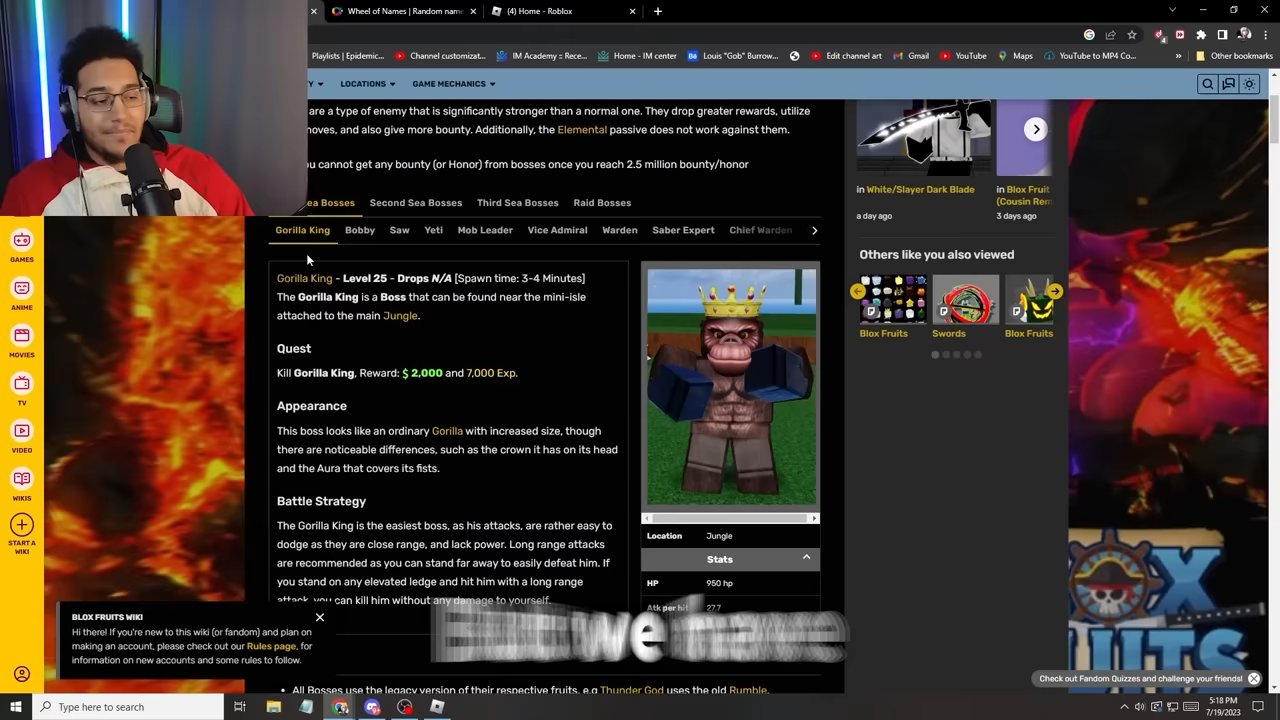 Wheel of Names | Random name
(4) Home - Roblox
Playlists | Epidemic...
Channel customizat...
IM Academy :: Rece...
Home - IM center
Louis "Gob" Burrow...
Edit channel art
Gmail
YouTube
Maps
YouTube to MP4 Co...
Other bookmarks
LOCATIONS
GAME MECHANICS
are a type of enemy that is significantly stronger than a normal one. They drop greater rewards, utilize
moves, and also give more bounty. Additionally, the Elemental passive does not work against them.
you cannot get any bounty (or Honor) from bosses once you reach 2.5 million bounty/honor
Sea Bosses
Second Sea Bosses
Third Sea Bosses
Raid Bosses
Gorilla King
Bobby
Saw
Yeti
Mob Leader
Vice Admiral
Warden
Saber Expert
Chief Warden
Gorilla King - Level 25 - Drops N/A [Spawn time: 3-4 Minutes]
The Gorilla King is a Boss that can be found near the mini-isle
attached to the main Jungle.
Quest
Kill Gorilla King, Reward: $ 2,000 and 7,000 Exp.
Appearance
This boss looks like an ordinary Gorilla with increased size, though
there are noticeable differences, such as the crown it has on its head
and the Aura that covers its fists.
Battle Strategy
The Gorilla King is the easiest boss, as his attacks, are rather easy to
dodge as they are close range, and lack power. Long range attacks
are recommended as you can stand far away to easily defeat him. If
you stand on any elevated ledge and hit him with a long range
attack, you can kill him without any damage to yourself.
All Bosses use the legacy version of their respective fruits, e.g Thunder God uses the old Rumble.
Location
Jungle
Stats
HP
950 hp
Atk per hit
27.7
in White/Slayer Dark Blade
a day ago
in Blox Fruit
(Cousin Rem
3 days ago
Others like you also viewed
Blox Fruits
Swords
Blox Fruits
GAMES
ANIME
MOVIES
TV
VIDEO
WIKIS
START A
WIKI
BLOX FRUITS WIKI
Hi there! If you're new to this wiki (or fandom) and plan on
making an account, please check out our Rules page, for
information on new accounts and some rules to follow.
Check out Fandom Quizzes and challenge your friends!
Type here to search
5:18 PM
7/19/2023